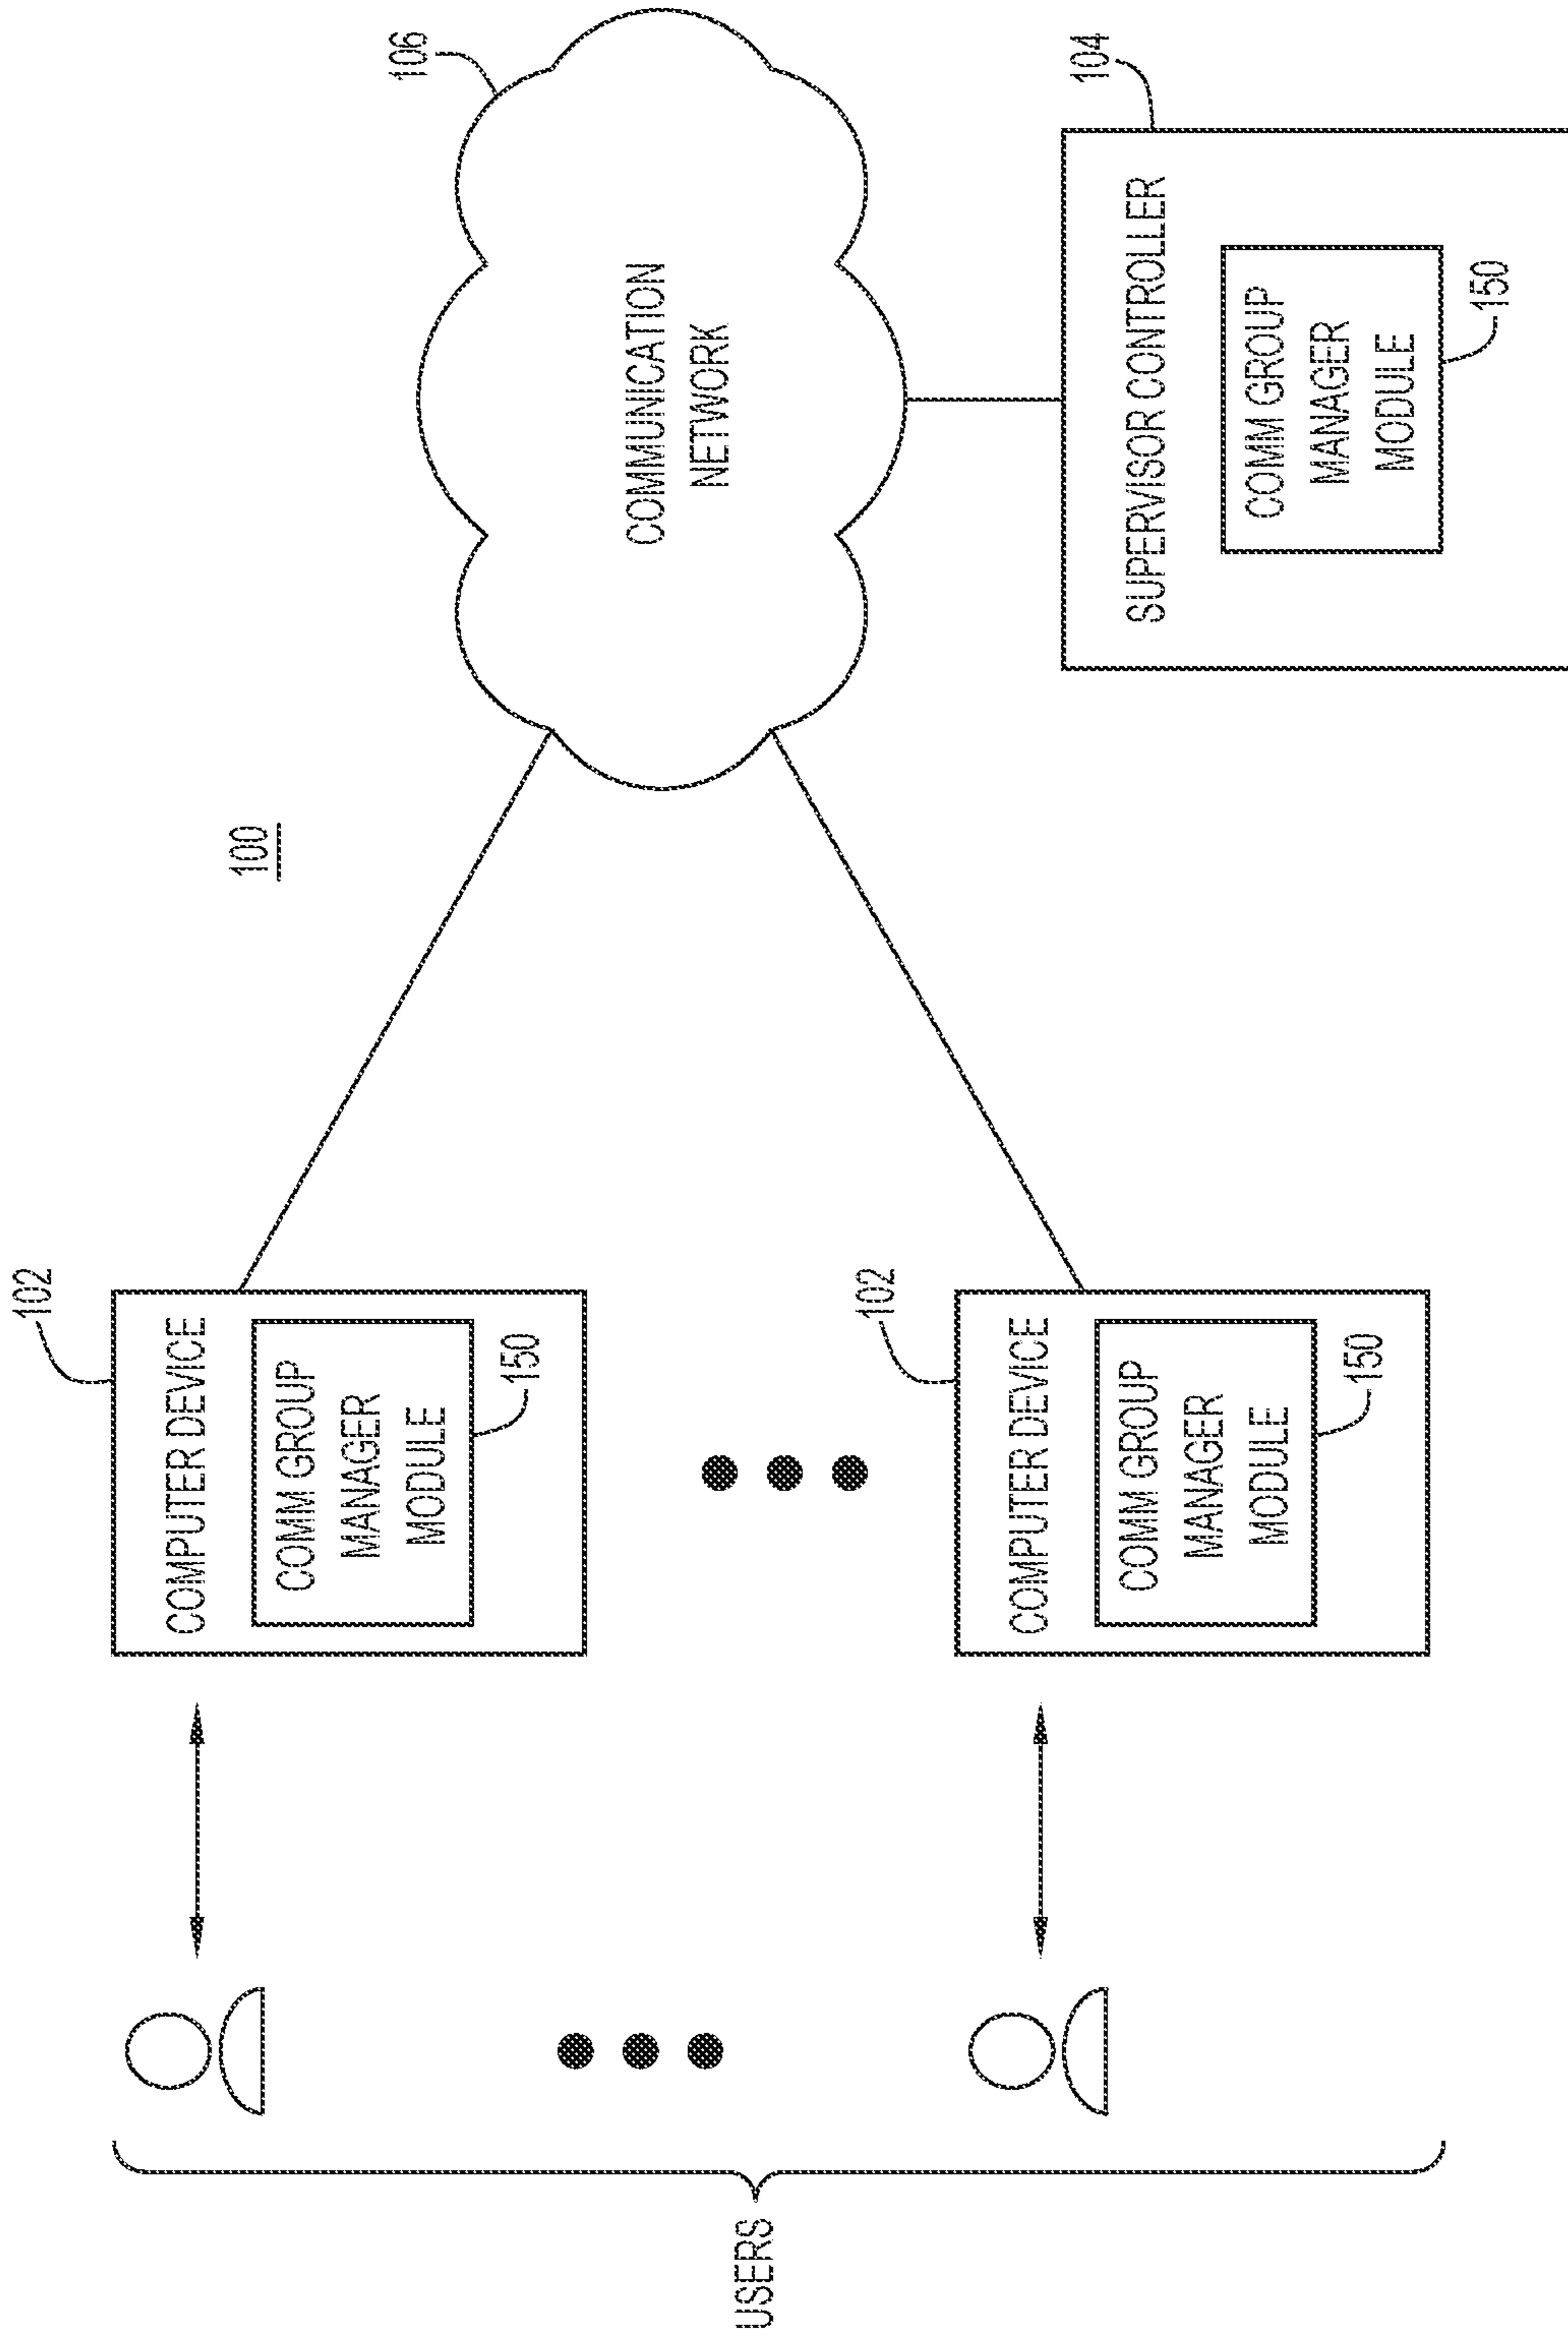 100
USERS
102
COMPUTER DEVICE
COMM GROUP
MANAGER
MODULE
150
102
COMPUTER DEVICE
COMM GROUP
MANAGER
MODULE
150
106
COMMUNICATION
NETWORK
104
SUPERVISOR CONTROLLER
COMM GROUP
MANAGER
MODULE
150